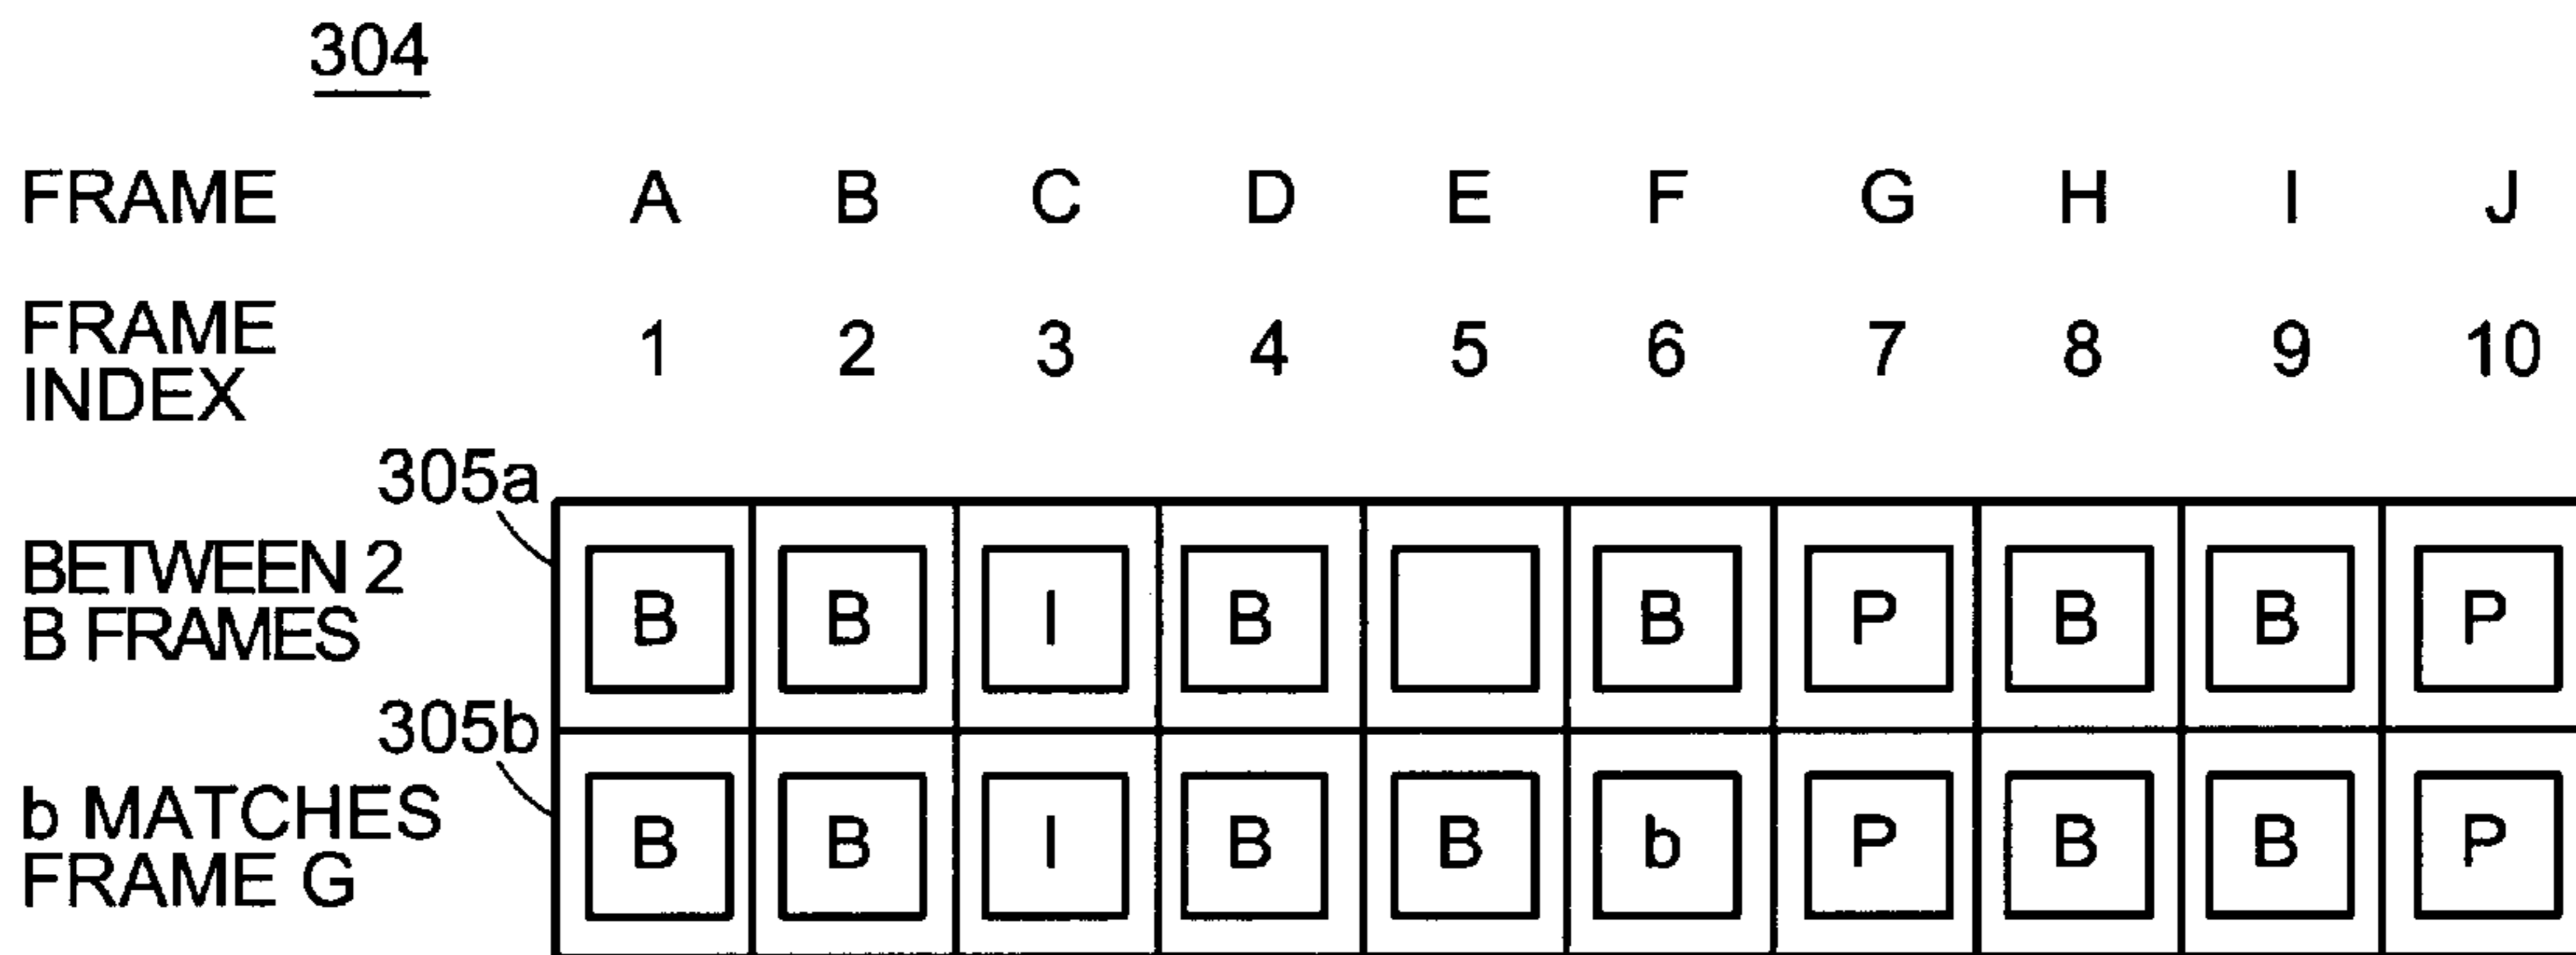 304
FRAME A B C D E F G H I J
FRAME INDEX 1 2 3 4 5 6 7 8 9 10
305a
BETWEEN 2
B FRAMES
B B I B B P B B P
305b
b MATCHES
FRAME G
B B I B B b P B B P